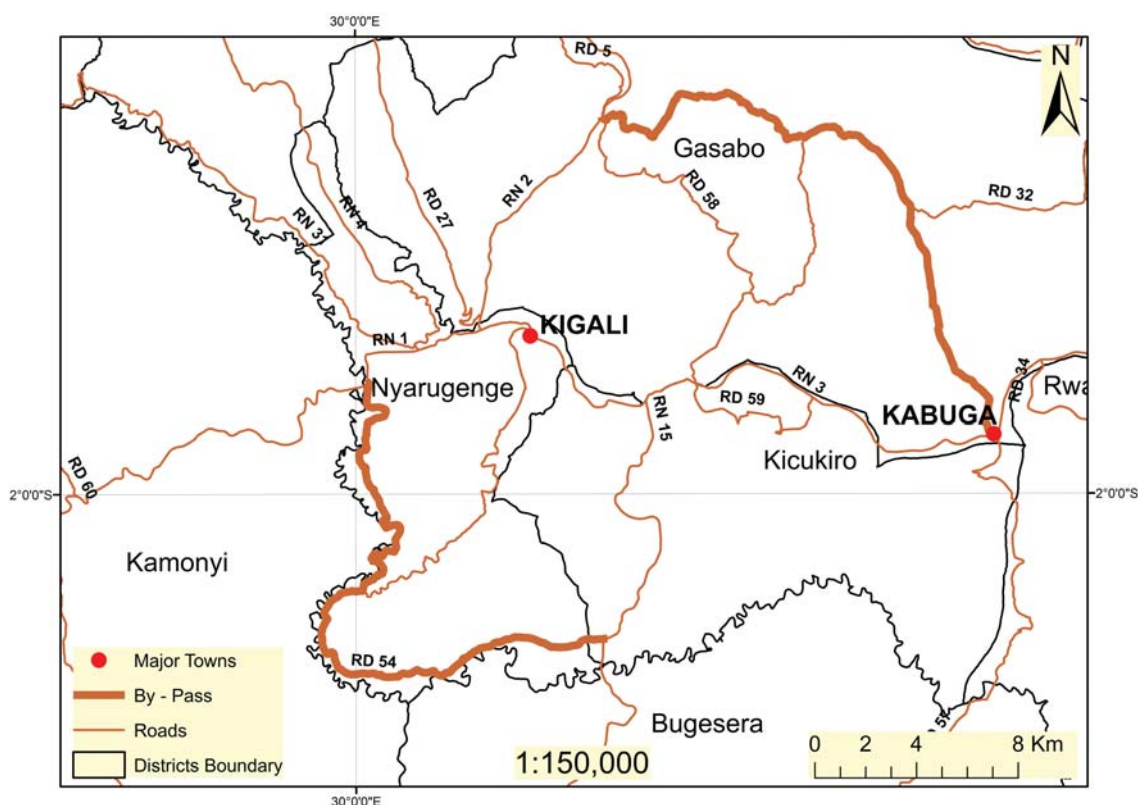 30°0'0"E
RD 5
N
Gasabo
RN 2
RD 58
RD 27
RD 32
RN 3
RN 4
KIGALI
RN 1
Nyarugenge
RN 3
RD 34
Rwa
RD 59
RN 15
KABUGA
Kicukiro
RD 60
2°0'0"S
2°0'0"S
Kamonyi
RD 54
Major Towns
By - Pass
Roads
Districts Boundary
Bugesera
1:150,000
0 2 4 8 Km
30°0'0"E